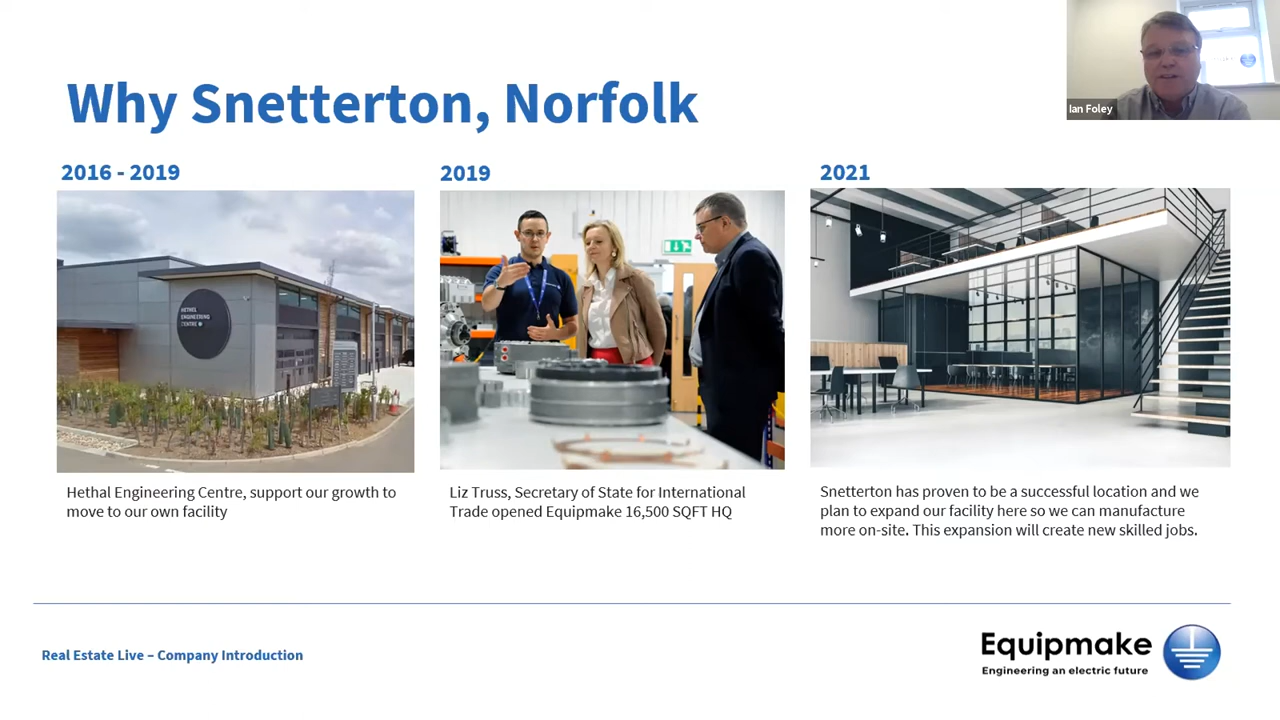 Why Snetterton, Norfolk
Ian Foley
2016 - 2019
2019
2021
HETHEL
ENGINEERING
CENTRE
Hethal Engineering Centre, support our growth to
move to our own facility
Liz Truss, Secretary of State for International
Trade opened Equipmake 16,500 SQFT HQ
Snetterton has proven to be a successful location and we
plan to expand our facility here so we can manufacture
more on-site. This expansion will create new skilled jobs.
Real Estate Live – Company Introduction
Equipmake
Engineering an electric future